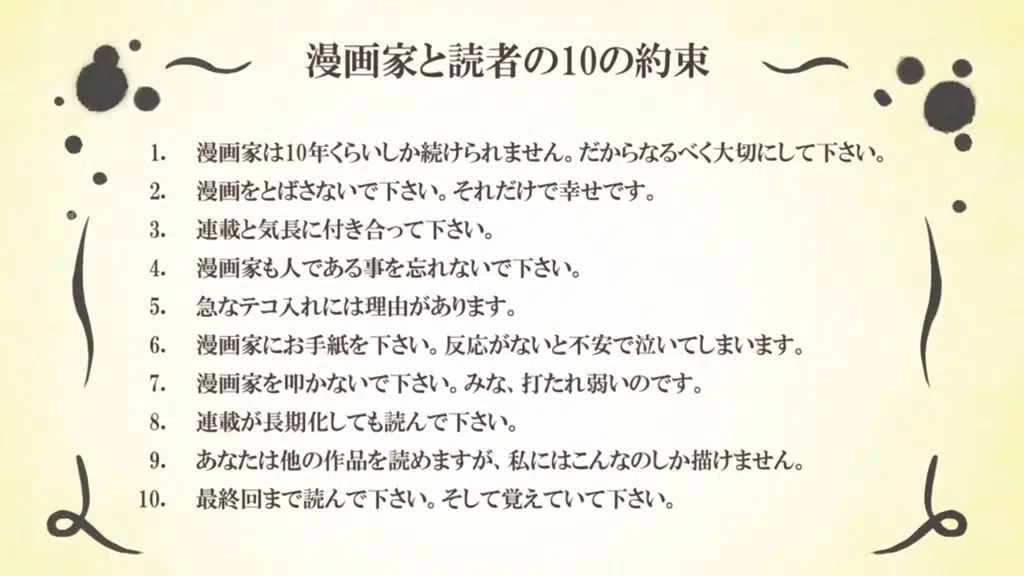 漫画家と読者の10の約束
1. 漫画家は10年くらいしか続けられません。だからなるべく大切にして下さい。
2. 漫画をとばさないで下さい。それだけで幸せです。
3. 連載と気長に付き合って下さい。
4. 漫画家も人である事を忘れないで下さい。
5. 急なテコ入れには理由があります。
6. 漫画家にお手紙を下さい。反応がないと不安で泣いてしまいます。
7. 漫画家を叩かないで下さい。みな、打たれ弱いのです。
8. 連載が長期化しても読んで下さい。
9. あなたは他の作品を読めますが、私にはこんなのしか描けません。
10. 最終回まで読んで下さい。そして覚えていて下さい。